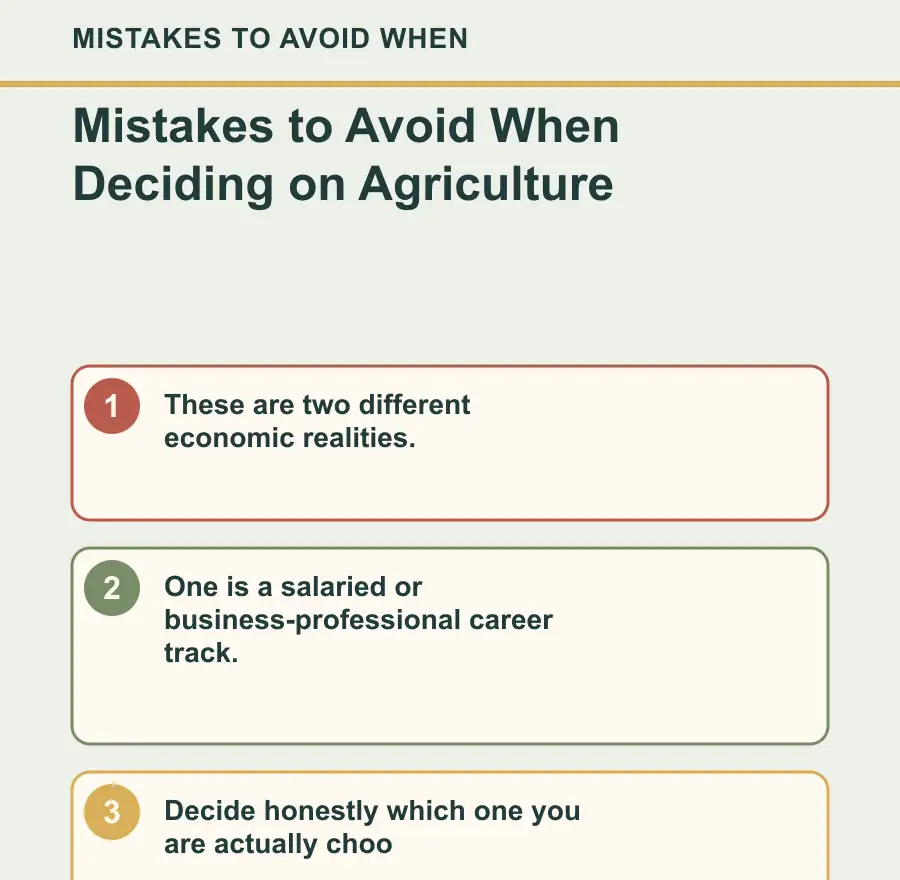 MISTAKES TO AVOID WHEN
Mistakes to Avoid When
Deciding on Agriculture
1
These are two different
economic realities.
2
One is a salaried or
business-professional career
track.
3
Decide honestly which one you
are actually choo